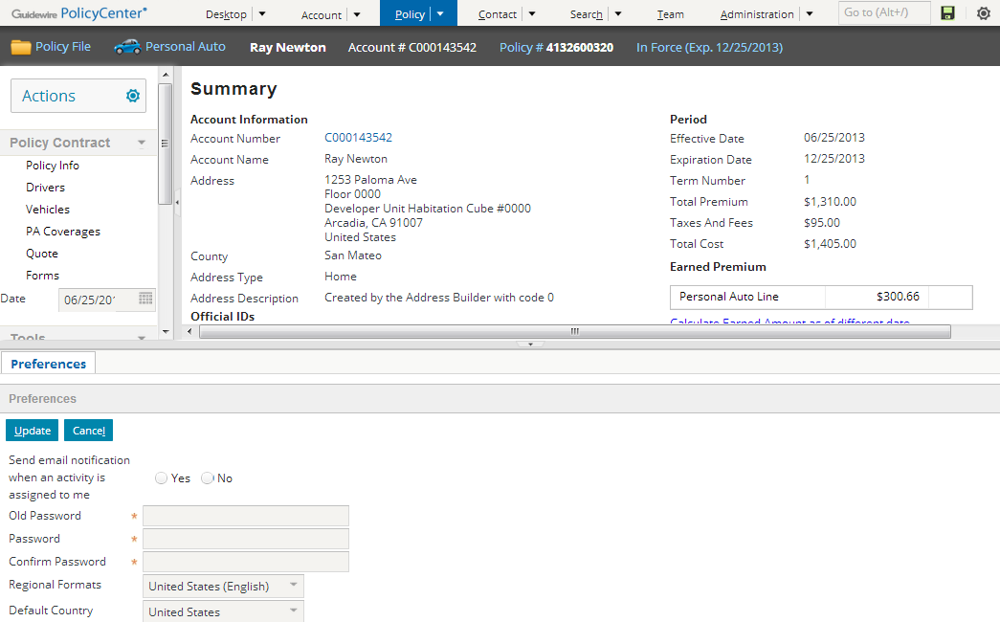 Guidewire PolicyCenter® Desktop Account Policy Contact Search Team Administration Go to (Alt+/)
Policy File Personal Auto Ray Newton Account # C000143542 Policy # 4132600320 In Force (Exp. 12/25/2013)
Actions
Policy Contract
Policy Info
Drivers
Vehicles
PA Coverages
Quote
Forms
Date 06/25/20
Tools
Summary
Account Information
Account Number C000143542
Account Name Ray Newton
Address 1253 Paloma Ave
Floor 0000
Developer Unit Habitation Cube #0000
Arcadia, CA 91007
United States
County San Mateo
Address Type Home
Address Description Created by the Address Builder with code 0
Official IDs
Period
Effective Date 06/25/2013
Expiration Date 12/25/2013
Term Number 1
Total Premium $1,310.00
Taxes And Fees $95.00
Total Cost $1,405.00
Earned Premium
Personal Auto Line $300.66
Calculate Earned Amount as of different date
Preferences
Preferences
Update Cancel
Send email notification
when an activity is
assigned to me
Yes No
Old Password *
Password *
Confirm Password *
Regional Formats United States (English)
Default Country United States